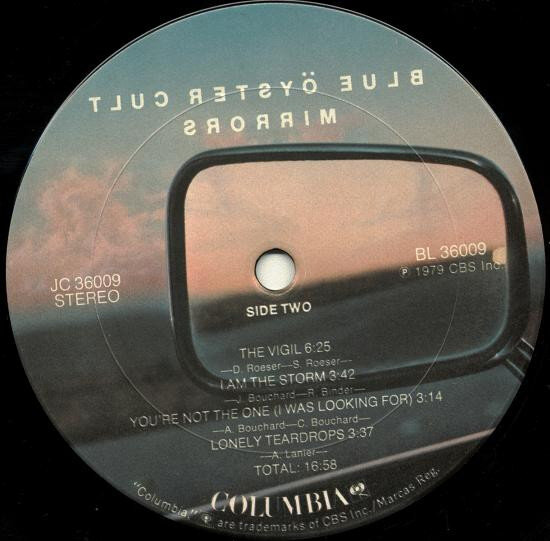 BLUE ÖYSTER CULT
MIRRORS
JC 36009
STEREO
BL 36009
℗ 1979 CBS Inc.
SIDE TWO
THE VIGIL 6:25
—D. Roeser—S. Roeser—
I AM THE STORM 3:42
—J. Bouchard—R. Binder—
YOU'RE NOT THE ONE (I WAS LOOKING FOR) 3:14
—A. Bouchard—C. Bouchard—
LONELY TEARDROPS 3:37
—A. Lanier—
TOTAL: 16:58
COLUMBIA
"Columbia," are trademarks of CBS Inc./Marcas Reg.